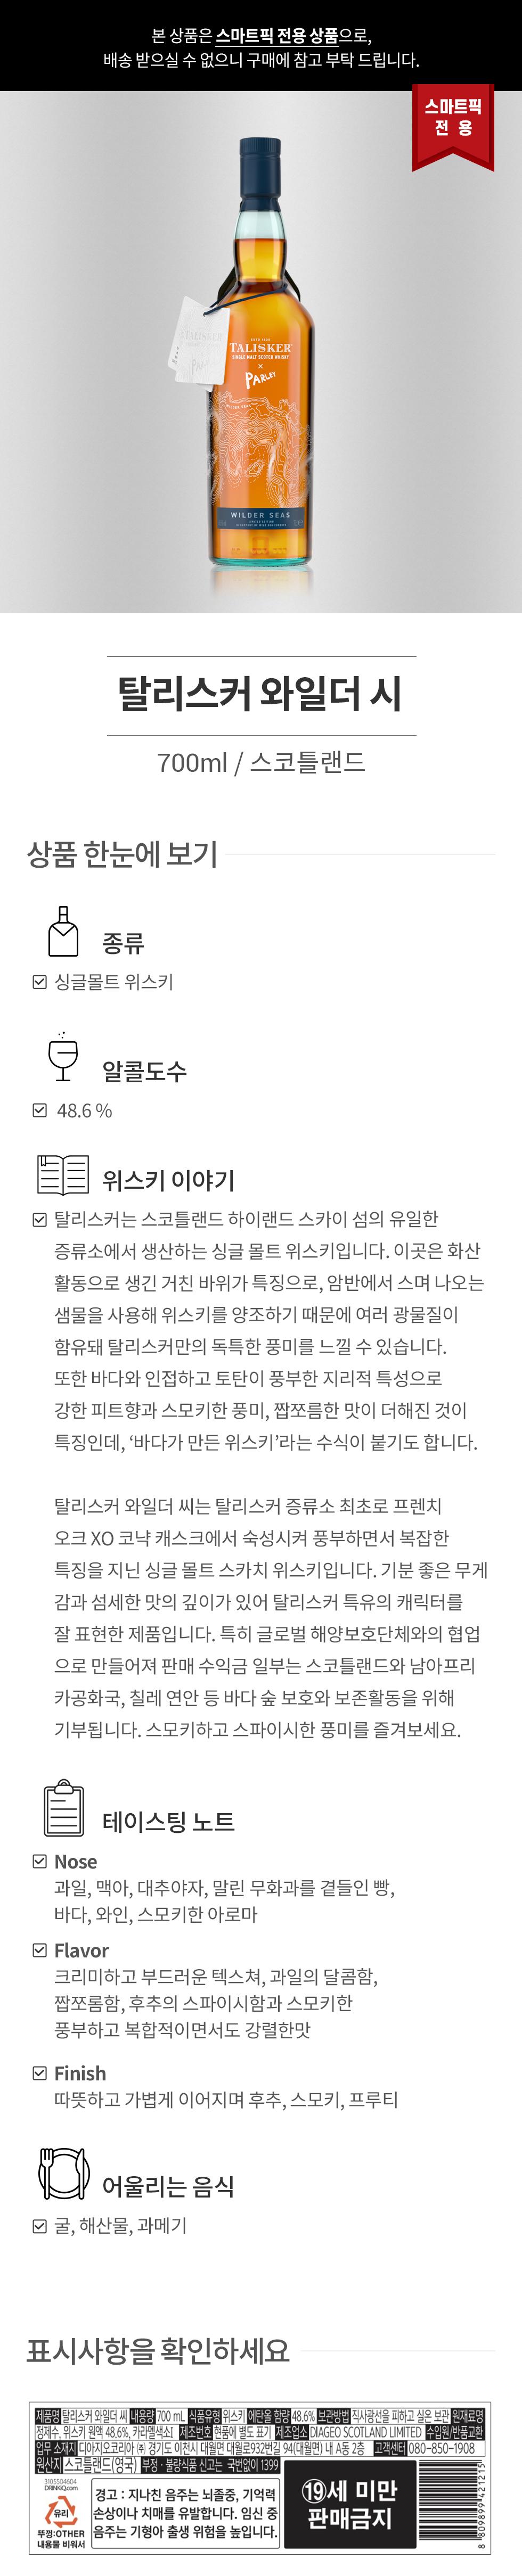 본 상품은 스마트픽 전용 상품으로,
배송 받으실 수 없으니 구매에 참고 부탁 드립니다.
스마트픽
전 용
TALISKER
SINGLE MALT SCOTCH WHISKY
×
PARLEY
WILDER SEAS
LIMITED EDITION
탈리스커 와일더 시
700ml / 스코틀랜드
상품 한눈에 보기
종류
싱글몰트 위스키
알콜도수
48.6 %
위스키 이야기
탈리스커는 스코틀랜드 하이랜드 스카이 섬의 유일한
증류소에서 생산하는 싱글 몰트 위스키입니다. 이곳은 화산
활동으로 생긴 거친 바위가 특징으로, 암반에서 스며 나오는
샘물을 사용해 위스키를 양조하기 때문에 여러 광물질이
함유돼 탈리스커만의 독특한 풍미를 느낄 수 있습니다.
또한 바다와 인접하고 토탄이 풍부한 지리적 특성으로
강한 피트향과 스모키한 풍미, 짭쪼름한 맛이 더해진 것이
특징인데, ‘바다가 만든 위스키’라는 수식이 붙기도 합니다.
탈리스커 와일더 씨는 탈리스커 증류소 최초로 프렌치
오크 XO 코냑 캐스크에서 숙성시켜 풍부하면서 복잡한
특징을 지닌 싱글 몰트 스카치 위스키입니다. 기분 좋은 무게
감과 섬세한 맛의 깊이가 있어 탈리스커 특유의 캐릭터를
잘 표현한 제품입니다. 특히 글로벌 해양보호단체와의 협업
으로 만들어져 판매 수익금 일부는 스코틀랜드와 남아프리
카공화국, 칠레 연안 등 바다 숲 보호와 보존활동을 위해
기부됩니다. 스모키하고 스파이시한 풍미를 즐겨보세요.
테이스팅 노트
Nose
과일, 맥아, 대추야자, 말린 무화과를 곁들인 빵,
바다, 와인, 스모키한 아로마
Flavor
크리미하고 부드러운 텍스쳐, 과일의 달콤함,
짭쪼롬함, 후추의 스파이시함과 스모키한
풍부하고 복합적이면서도 강렬한맛
Finish
따뜻하고 가볍게 이어지며 후추, 스모키, 프루티
어울리는 음식
굴, 해산물, 과메기
표시사항을 확인하세요
제품명 탈리스커 와일더 씨 내용량 700 mL 식품유형 위스키 에탄올 함량 48.6% 보관방법 직사광선을 피하고 실온 보관 원재료명
정제수, 위스키 원액 48.6%, 카라멜색소I 제조번호 현품에 별도 표기 제조업소 DIAGEO SCOTLAND LIMITED 수입원/반품교환
업무 소재지 디아지오코리아 ㈜ 경기도 이천시 대월면 대월로932번길 94(대월면) 내 A동 2층 고객센터 080-850-1908
원산지 스코틀랜드(영국) 부정·불량식품 신고는 국번없이 1399
3105504604
DRINKiQ.com
유리
뚜껑:OTHER
내용물 비워서
경고 : 지나친 음주는 뇌졸중, 기억력
손상이나 치매를 유발합니다. 임신 중
음주는 기형아 출생 위험을 높입니다.
⑲세 미만
판매금지
8 809899 421215